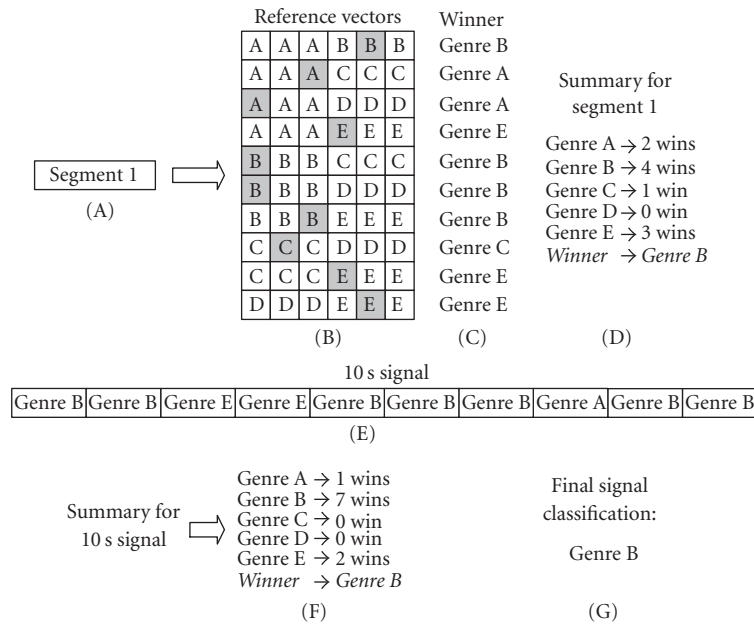 Reference vectors Winner
A A A B B B Genre B
A A A C C C Genre A
A A A D D D Genre A
A A A E E E Genre E
B B B C C C Genre B
B B B D D D Genre B
B B B E E E Genre B
C C C D D D Genre C
C C C E E E Genre E
D D D E E E Genre E
Segment 1
(A)
(B)
(C)
Summary for
segment 1
Genre A → 2 wins
Genre B → 4 wins
Genre C → 1 win
Genre D → 0 win
Genre E → 3 wins
Winner → Genre B
(D)
10 s signal
Genre B Genre B Genre E Genre E Genre B Genre B Genre B Genre A Genre B Genre B
(E)
Summary for
10 s signal
Genre A → 1 wins
Genre B → 7 wins
Genre C → 0 win
Genre D → 0 win
Genre E → 2 wins
Winner → Genre B
(F)
Final signal
classification:
Genre B
(G)